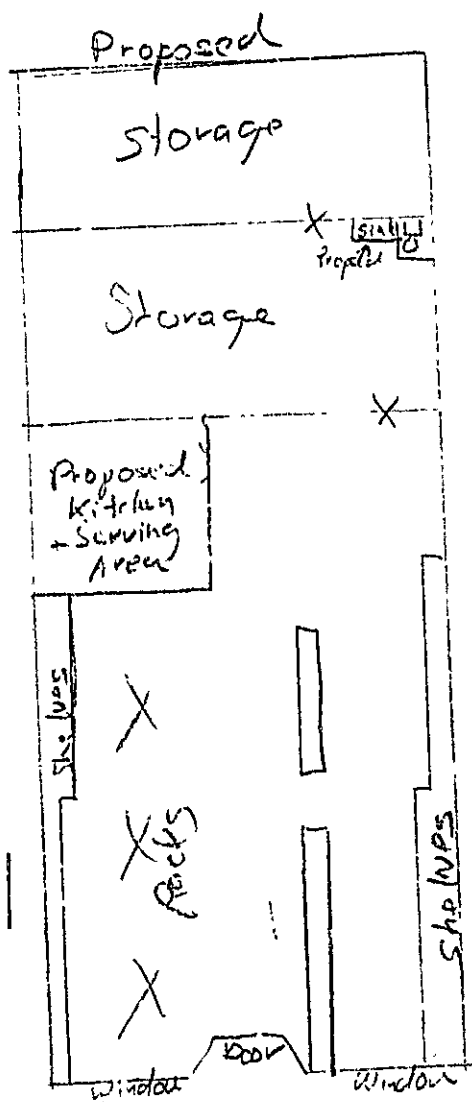 Proposed
Storage
X
Sink
Proposed
Storage
X
Proposed
Kitchen
+ Serving
Area
Shelves
X
X
Racks
X
Shelves
Door
Window
Window